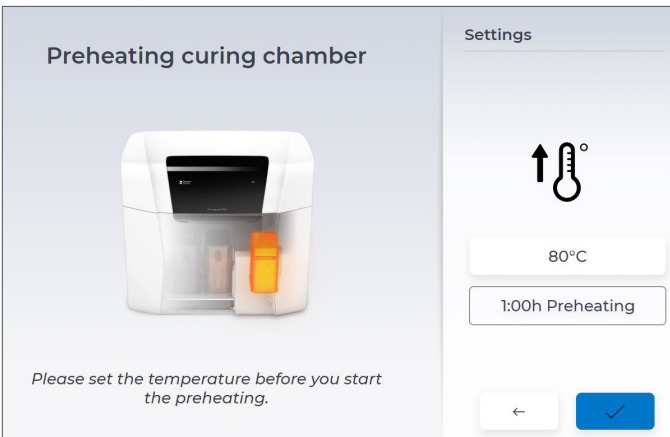 Preheating curing chamber
Please set the temperature before you start
the preheating.
Settings
80°C
1:00h Preheating